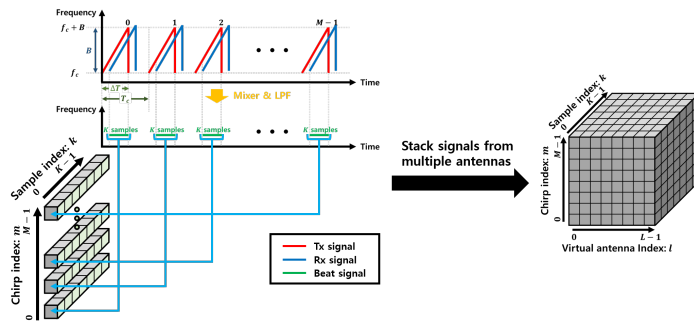 Frequency
0 1 2 M − 1
f_c + B
B
f_c
ΔT
T_c
Time
Mixer & LPF
Frequency
K samples K samples K samples K samples
Time
Sample index: k
0 K − 1
Chirp index: m
0 M − 1
Tx signal
Rx signal
Beat signal
Stack signals from
multiple antennas
Sample index: k
0 K − 1
Chirp index: m
0 M − 1
0 L − 1
Virtual antenna Index: l